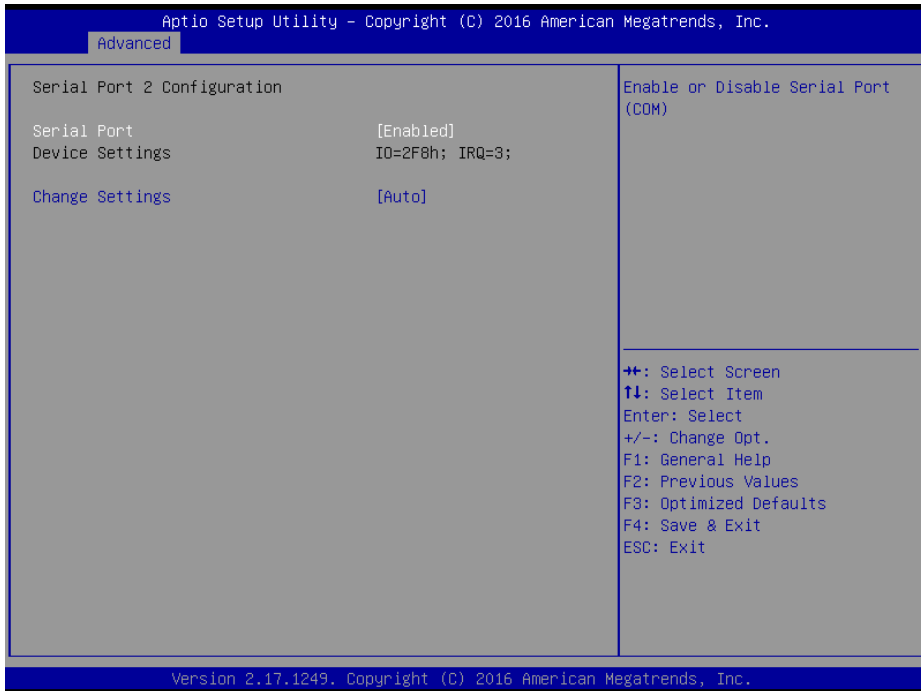 Aptio Setup Utility – Copyright (C) 2016 American Megatrends, Inc.
Advanced
Serial Port 2 Configuration
Serial Port [Enabled]
Device Settings IO=2F8h; IRQ=3;
Change Settings [Auto]
Enable or Disable Serial Port
(COM)
→←: Select Screen
↑↓: Select Item
Enter: Select
+/-: Change Opt.
F1: General Help
F2: Previous Values
F3: Optimized Defaults
F4: Save & Exit
ESC: Exit
Version 2.17.1249. Copyright (C) 2016 American Megatrends, Inc.